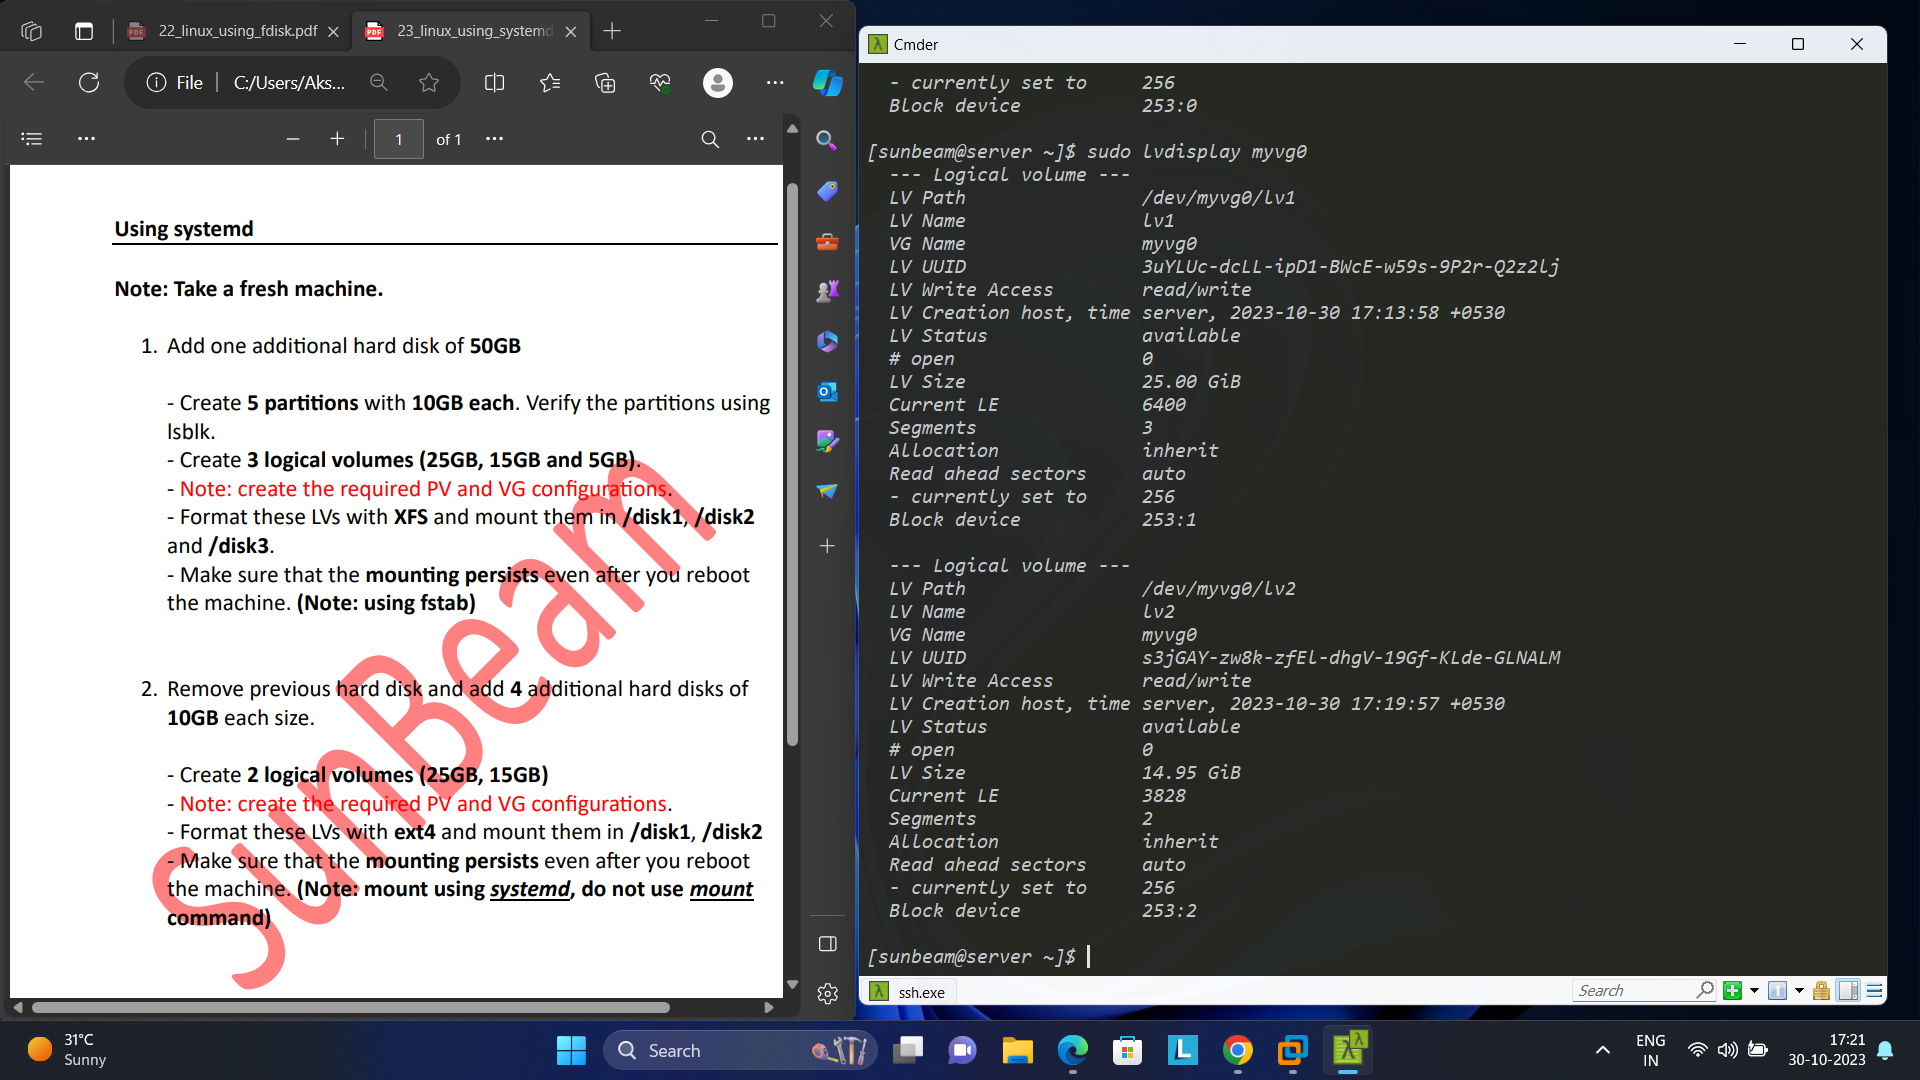 22_linux_using_fdisk.pdf
23_linux_using_systemd
File
C:/Users/Aks...
1
of 1
Using systemd
Note: Take a fresh machine.
1. Add one additional hard disk of 50GB
- Create 5 partitions with 10GB each. Verify the partitions using
lsblk.
- Create 3 logical volumes (25GB, 15GB and 5GB).
- Note: create the required PV and VG configurations.
- Format these LVs with XFS and mount them in /disk1, /disk2
and /disk3.
- Make sure that the mounting persists even after you reboot
the machine. (Note: using fstab)
2. Remove previous hard disk and add 4 additional hard disks of
10GB each size.
- Create 2 logical volumes (25GB, 15GB)
- Note: create the required PV and VG configurations.
- Format these LVs with ext4 and mount them in /disk1, /disk2
- Make sure that the mounting persists even after you reboot
the machine. (Note: mount using systemd, do not use mount
command)
SunBeam
Cmder
- currently set to 256
Block device 253:0
[sunbeam@server ~]$ sudo lvdisplay myvg0
--- Logical volume ---
LV Path /dev/myvg0/lv1
LV Name lv1
VG Name myvg0
LV UUID 3uYLUc-dcLL-ipD1-BWcE-w59s-9P2r-Q2z2lj
LV Write Access read/write
LV Creation host, time server, 2023-10-30 17:13:58 +0530
LV Status available
# open 0
LV Size 25.00 GiB
Current LE 6400
Segments 3
Allocation inherit
Read ahead sectors auto
- currently set to 256
Block device 253:1
--- Logical volume ---
LV Path /dev/myvg0/lv2
LV Name lv2
VG Name myvg0
LV UUID s3jGAY-zw8k-zfEl-dhgV-19Gf-KLde-GLNALM
LV Write Access read/write
LV Creation host, time server, 2023-10-30 17:19:57 +0530
LV Status available
# open 0
LV Size 14.95 GiB
Current LE 3828
Segments 2
Allocation inherit
Read ahead sectors auto
- currently set to 256
Block device 253:2
[sunbeam@server ~]$
ssh.exe
Search
31°C
Sunny
Search
ENG
IN
17:21
30-10-2023